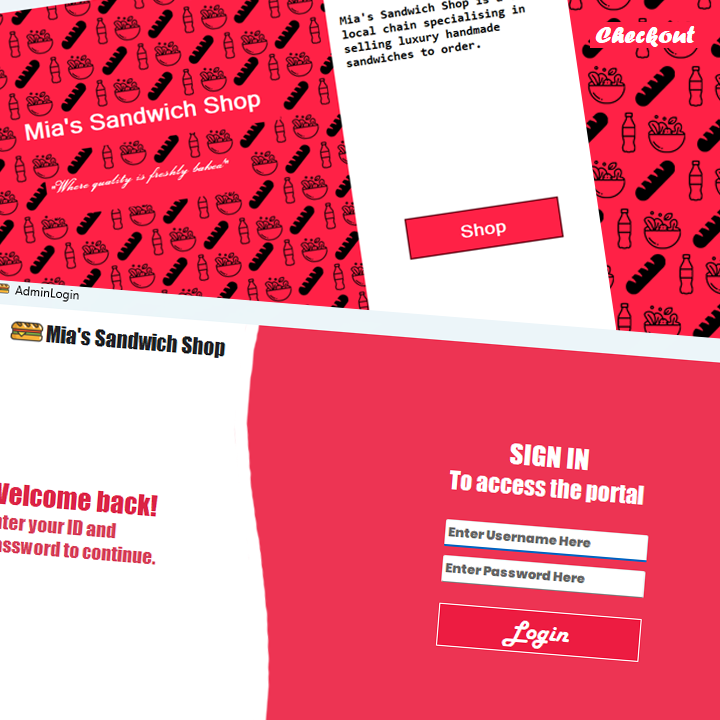 Mia's Sandwich Shop is a
local chain specialising in
selling luxury handmade
sandwiches to order.
Checkout
Mia's Sandwich Shop
"Where quality is freshly baked"
Shop
AdminLogin
Mia's Sandwich Shop
SIGN IN
To access the portal
Welcome back!
nter your ID and
assword to continue.
Enter Username Here
Enter Password Here
Login